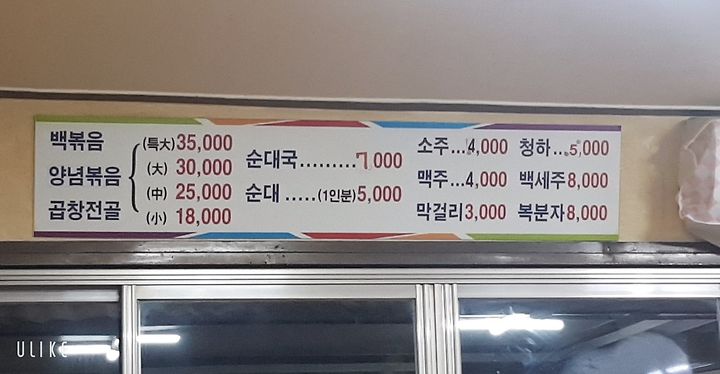 백볶음
양념볶음
곱창전골
(특大)35,000
(大) 30,000
(中) 25,000
(小) 18,000
순대국.........7,000
순대 .....(1인분)5,000
소주...4,000
맥주...4,000
막걸리3,000
청하...5,000
백세주8,000
복분자8,000
ULIKE